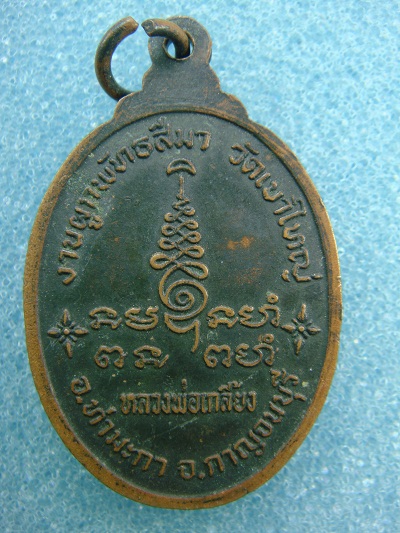 งานผูกพัทธสีมา วัดเขาใหญ่
หลวงพ่อเกลี้ยง
อ.ท่ามะกา จ.กาญจนบุรี